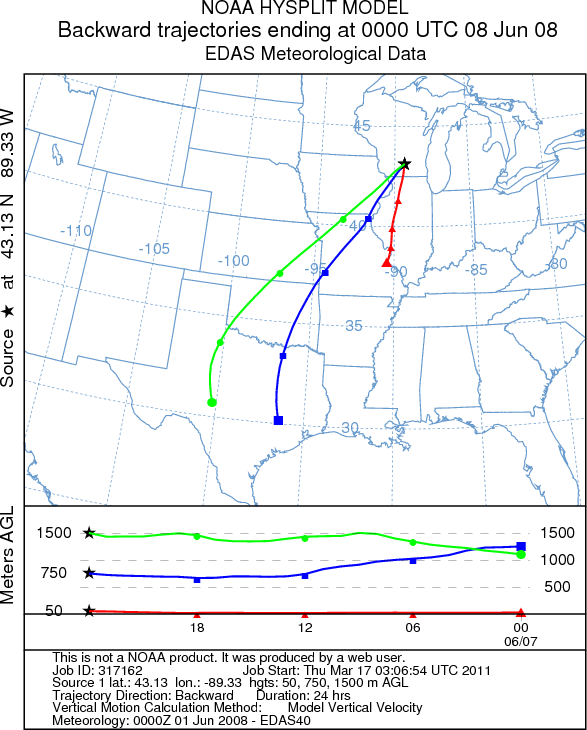 NOAA HYSPLIT MODEL
Backward trajectories ending at 0000 UTC 08 Jun 08
EDAS Meteorological Data
Source ★ at 43.13 N 89.33 W
45
40
-110
-105
-100
-95
-90
-85
-80
35
30
Meters AGL
1500
750
50
1500
1000
500
18 12 06 00
06/07
This is not a NOAA product. It was produced by a web user.
Job ID: 317162 Job Start: Thu Mar 17 03:06:54 UTC 2011
Source 1 lat.: 43.13 lon.: -89.33 hgts: 50, 750, 1500 m AGL
Trajectory Direction: Backward Duration: 24 hrs
Vertical Motion Calculation Method: Model Vertical Velocity
Meteorology: 0000Z 01 Jun 2008 - EDAS40